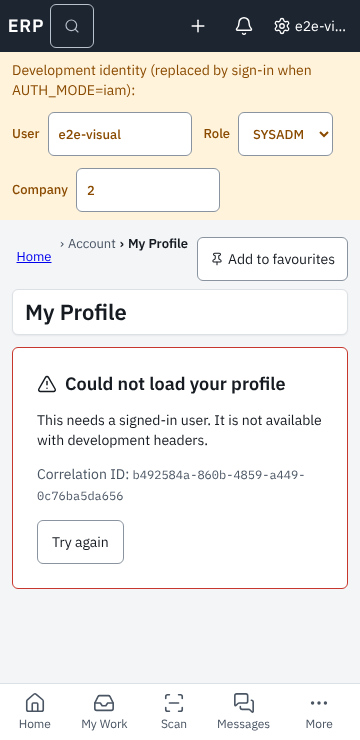 ERP e2e-vi...
Development identity (replaced by sign-in when
AUTH_MODE=iam):
User e2e-visual Role SYSADM
Company 2
Home › Account › My Profile Add to favourites
My Profile
Could not load your profile
This needs a signed-in user. It is not available
with development headers.
Correlation ID: b492584a-860b-4859-a449-
0c76ba5da656
Try again
Home My Work Scan Messages More